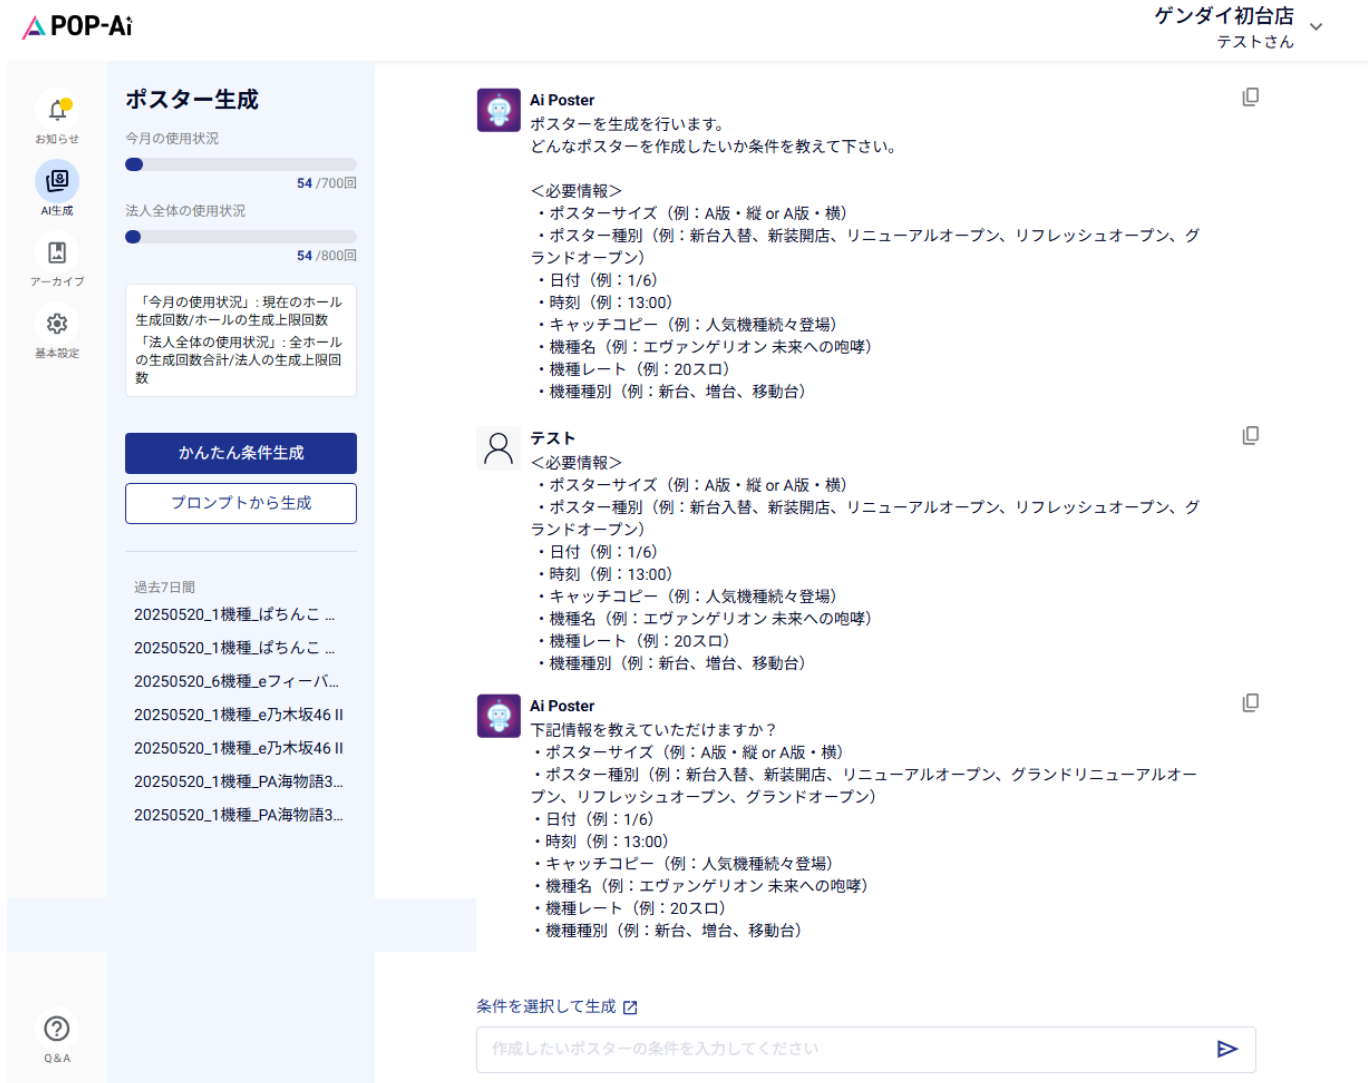 POP-Ai
ゲンダイ初台店
テストさん
お知らせ
AI生成
アーカイブ
基本設定
Q&A
ポスター生成
今月の使用状況
54 /700回
法人全体の使用状況
54 /800回
「今月の使用状況」: 現在のホール
生成回数/ホールの生成上限回数
「法人全体の使用状況」: 全ホール
の生成回数合計/法人の生成上限回
数
かんたん条件生成
プロンプトから生成
過去7日間
20250520_1機種_ぱちんこ ...
20250520_1機種_ぱちんこ ...
20250520_6機種_eフィーバ...
20250520_1機種_e乃木坂46 II
20250520_1機種_e乃木坂46 II
20250520_1機種_PA海物語3...
20250520_1機種_PA海物語3...
Ai Poster
ポスターを生成を行います。
どんなポスターを作成したいか条件を教えて下さい。
＜必要情報＞
・ポスターサイズ（例：A版・縦 or A版・横）
・ポスター種別（例：新台入替、新装開店、リニューアルオープン、リフレッシュオープン、グ
ランドオープン）
・日付（例：1/6）
・時刻（例：13:00）
・キャッチコピー（例：人気機種続々登場）
・機種名（例：エヴァンゲリオン 未来への咆哮）
・機種レート（例：20スロ）
・機種種別（例：新台、増台、移動台）
テスト
＜必要情報＞
・ポスターサイズ（例：A版・縦 or A版・横）
・ポスター種別（例：新台入替、新装開店、リニューアルオープン、リフレッシュオープン、グ
ランドオープン）
・日付（例：1/6）
・時刻（例：13:00）
・キャッチコピー（例：人気機種続々登場）
・機種名（例：エヴァンゲリオン 未来への咆哮）
・機種レート（例：20スロ）
・機種種別（例：新台、増台、移動台）
Ai Poster
下記情報を教えていただけますか？
・ポスターサイズ（例：A版・縦 or A版・横）
・ポスター種別（例：新台入替、新装開店、リニューアルオープン、グランドリニューアルオー
プン、リフレッシュオープン、グランドオープン）
・日付（例：1/6）
・時刻（例：13:00）
・キャッチコピー（例：人気機種続々登場）
・機種名（例：エヴァンゲリオン 未来への咆哮）
・機種レート（例：20スロ）
・機種種別（例：新台、増台、移動台）
条件を選択して生成
作成したいポスターの条件を入力してください